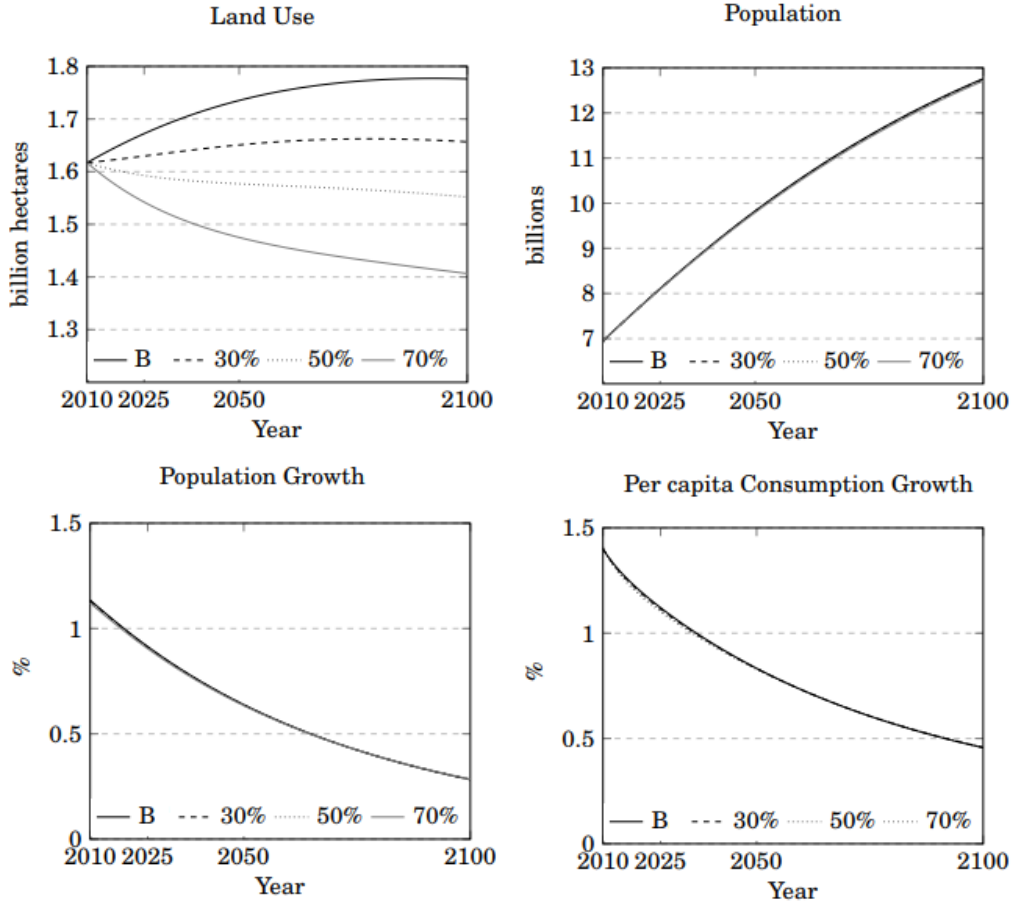 Land Use
1.8
1.7
1.6
1.5
1.4
1.3
billion hectares
B 30% 50% 70%
2010 2025 2050 2100
Year
Population
13
12
11
10
9
8
7
billions
B 30% 50% 70%
2010 2025 2050 2100
Year
Population Growth
1.5
1
0.5
0
%
B 30% 50% 70%
2010 2025 2050 2100
Year
Per capita Consumption Growth
1.5
1
0.5
0
%
B 30% 50% 70%
2010 2025 2050 2100
Year